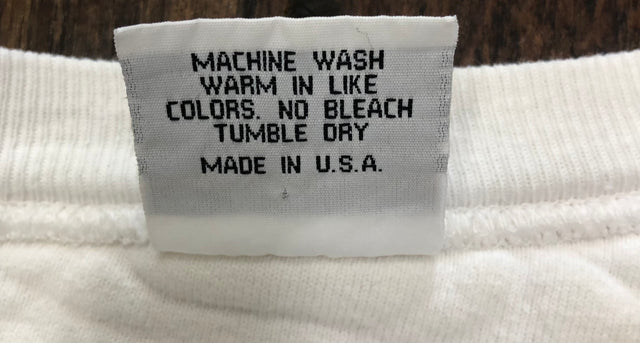 MACHINE WASH
WARM IN LIKE
COLORS. NO BLEACH
TUMBLE DRY
MADE IN U.S.A.